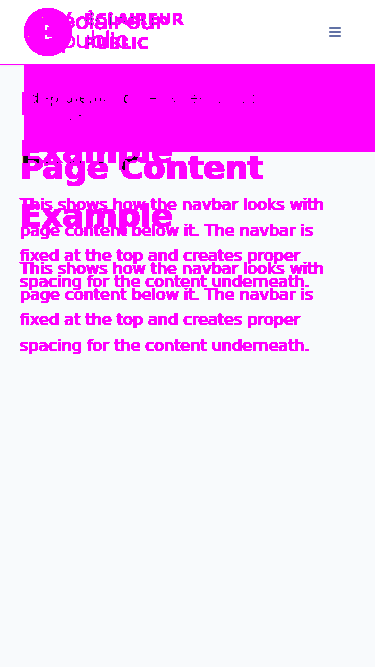 ÉCLAIREUR
éclaireur
PUBLIC
public
Example
Page Content
This shows how the navbar looks with
Example
page content below it. The navbar is
fixed at the top and creates proper
This shows how the navbar looks with
spacing for the content underneath.
page content below it. The navbar is
fixed at the top and creates proper
spacing for the content underneath.